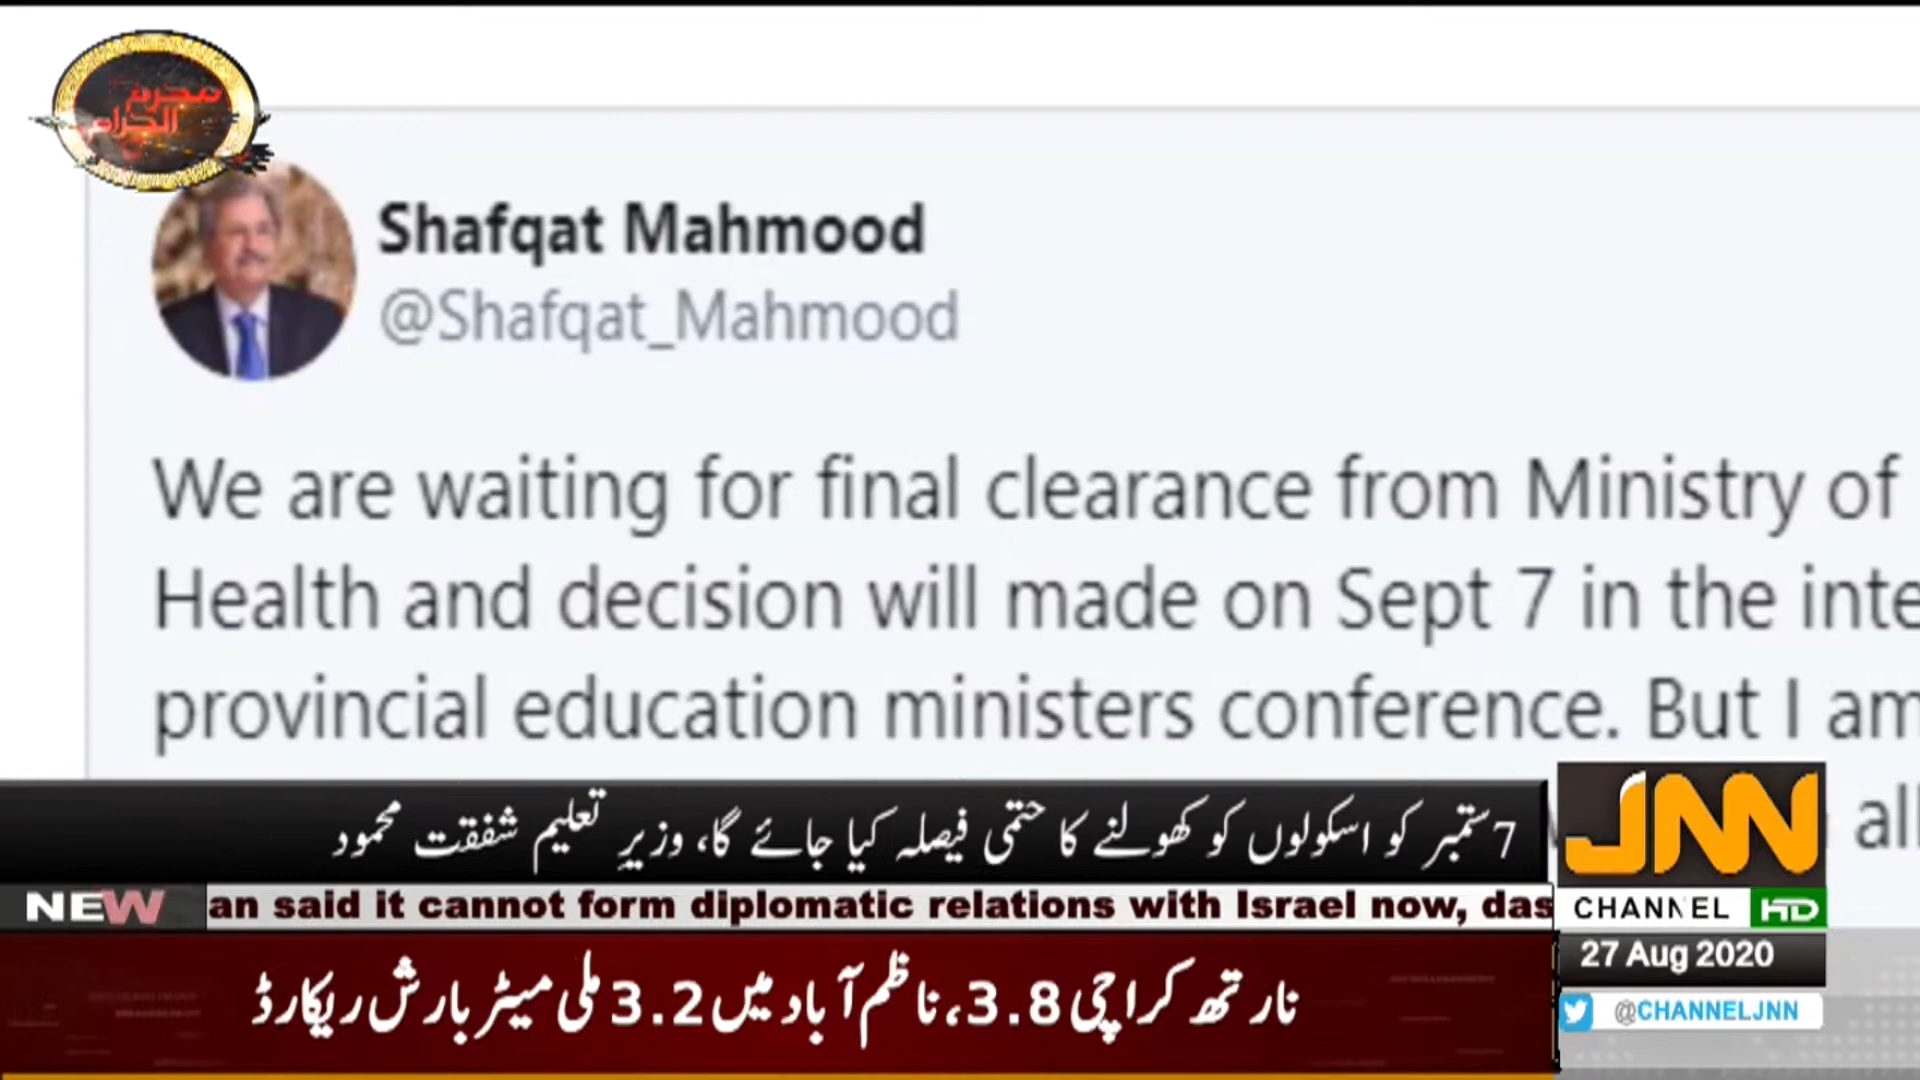 محرم
الحرام
Shafqat Mahmood
@Shafqat_Mahmood
We are waiting for final clearance from Ministry of
Health and decision will made on Sept 7 in the inte
provincial education ministers conference. But I am
all
7 ستمبر کو اسکولوں کو کھولنے کا حتمی فیصلہ کیا جائے گا، وزیرِ تعلیم شفقت محمود
JNN
NEW
an said it cannot form diplomatic relations with Israel now, das
CHANNEL HD
27 Aug 2020
نارتھ کراچی 3.8، ناظم آباد میں 3.2 ملی میٹر بارش ریکارڈ
@CHANNELJNN